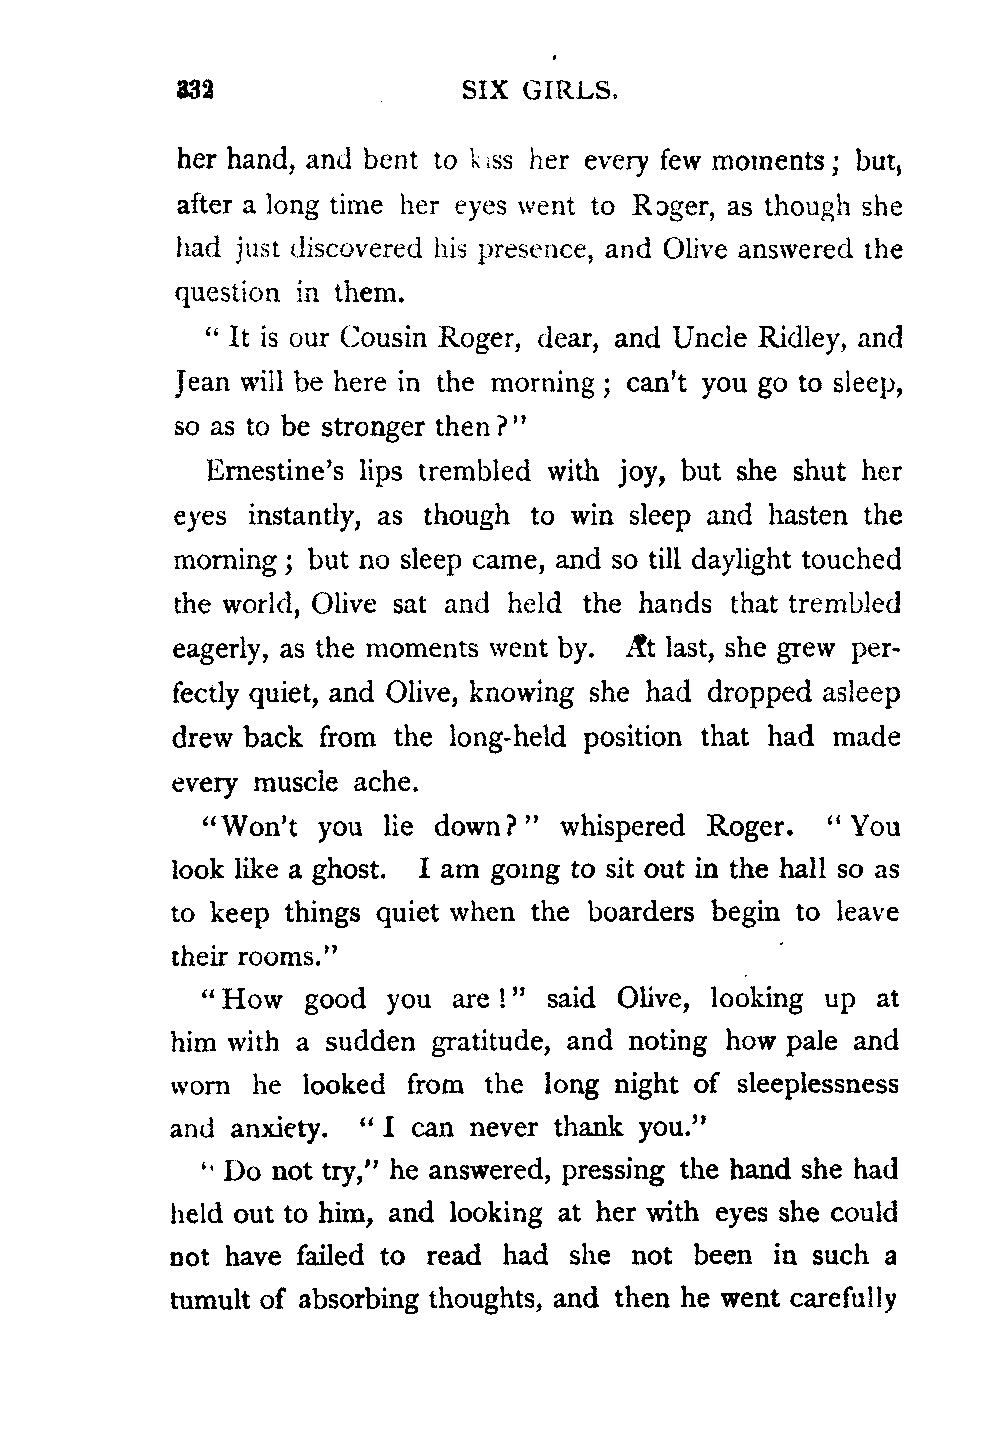 332 SIX GIRLS.
her hand, and bent to kiss her every few moments; but,
after a long time her eyes went to Roger, as though she
had just discovered his presence, and Olive answered the
question in them.
“ It is our Cousin Roger, dear, and Uncle Ridley, and
Jean will be here in the morning; can't you go to sleep,
so as to be stronger then?”
Ernestine's lips trembled with joy, but she shut her
eyes instantly, as though to win sleep and hasten the
morning; but no sleep came, and so till daylight touched
the world, Olive sat and held the hands that trembled
eagerly, as the moments went by. At last, she grew per-
fectly quiet, and Olive, knowing she had dropped asleep
drew back from the long-held position that had made
every muscle ache.
“Won't you lie down?” whispered Roger. “ You
look like a ghost. I am going to sit out in the hall so as
to keep things quiet when the boarders begin to leave
their rooms.”
“ How good you are!” said Olive, looking up at
him with a sudden gratitude, and noting how pale and
worn he looked from the long night of sleeplessness
and anxiety. “ I can never thank you.”
“ Do not try,” he answered, pressing the hand she had
held out to him, and looking at her with eyes she could
not have failed to read had she not been in such a
tumult of absorbing thoughts, and then he went carefully